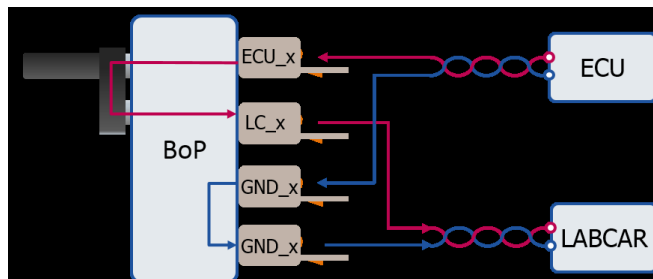 ECU_x
ECU
LC_x
BoP
GND_x
GND_x
LABCAR